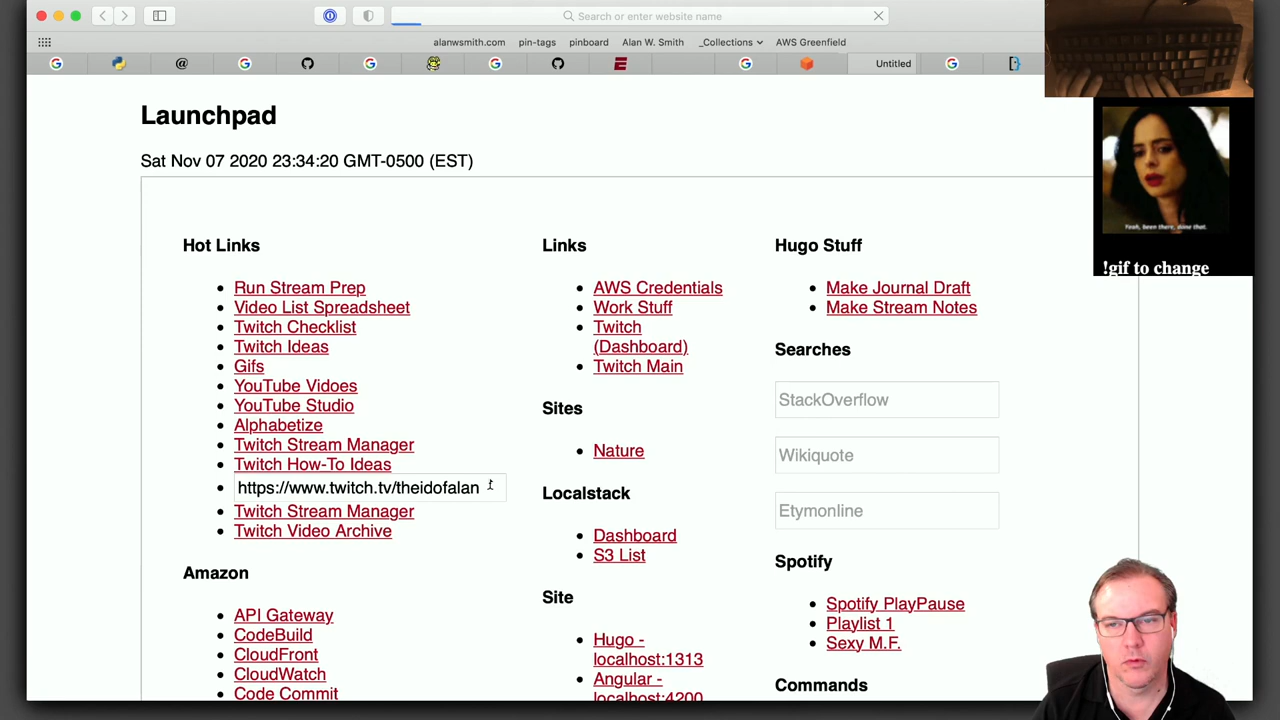 Search or enter website name
alanwsmith.com pin-tags pinboard Alan W. Smith _Collections AWS Greenfield
Untitled
Launchpad
Sat Nov 07 2020 23:34:20 GMT-0500 (EST)
Hot Links
Run Stream Prep
Video List Spreadsheet
Twitch Checklist
Twitch Ideas
Gifs
YouTube Vidoes
YouTube Studio
Alphabetize
Twitch Stream Manager
Twitch How-To Ideas
https://www.twitch.tv/theidofalan
Twitch Stream Manager
Twitch Video Archive
Amazon
API Gateway
CodeBuild
CloudFront
CloudWatch
Code Commit
Links
AWS Credentials
Work Stuff
Twitch
(Dashboard)
Twitch Main
Sites
Nature
Localstack
Dashboard
S3 List
Site
Hugo -
localhost:1313
Angular -
localhost:4200
Hugo Stuff
Make Journal Draft
Make Stream Notes
Searches
StackOverflow
Wikiquote
Etymonline
Spotify
Spotify PlayPause
Playlist 1
Sexy M.F.
Commands
Yeah, been there, done that.
!gif to change